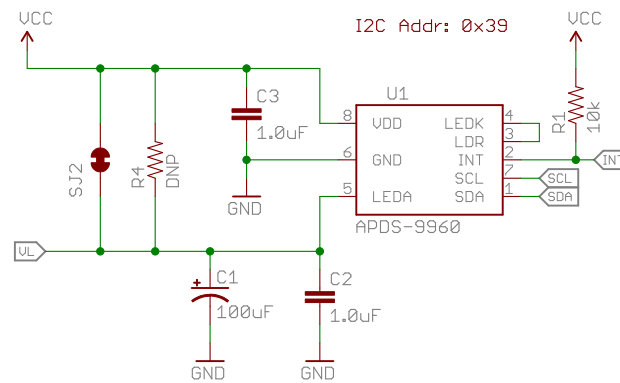 VCC
I2C Addr: 0x39
VCC
C3
1.0uF
U1
8
VDD
LEDK
4
LDR
3
6
GND
INT
2
SCL
7
5
LEDA
SDA
1
APDS-9960
R1
10k
INT
SCL
SDA
SJ2
R4
DNP
GND
VL
C1
100uF
C2
1.0uF
GND
GND